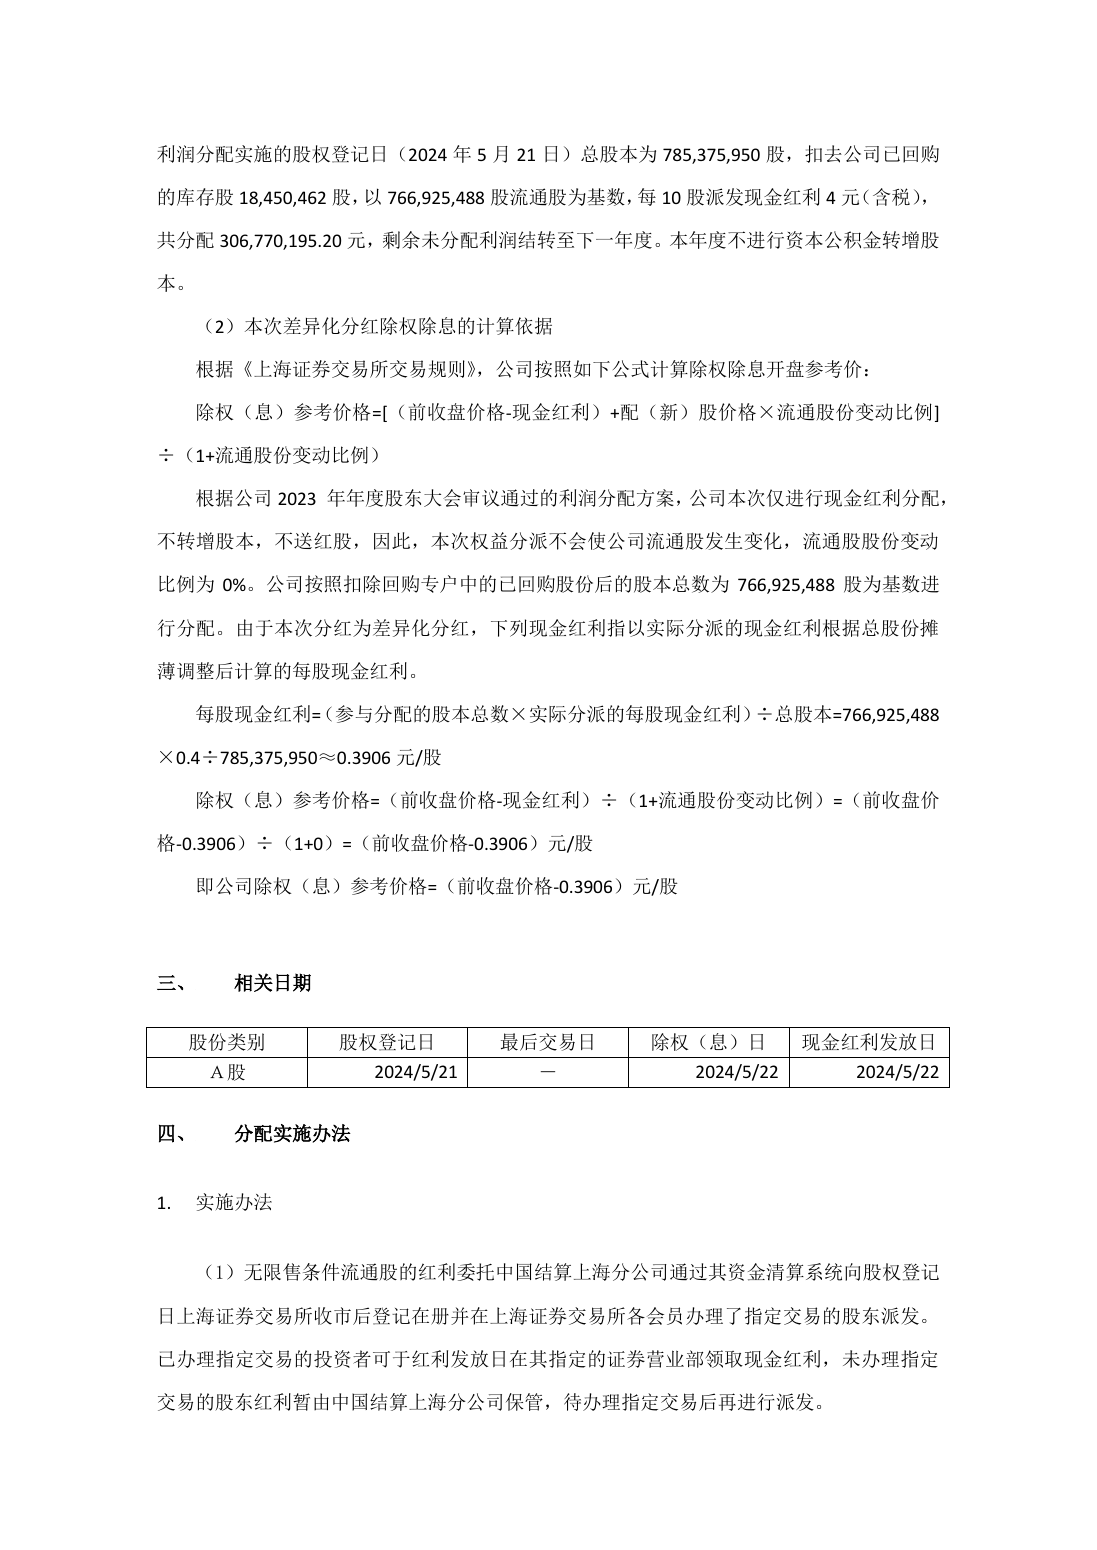 利润分配实施的股权登记日（2024 年 5 月 21 日）总股本为 785,375,950 股，扣去公司已回购
的库存股 18,450,462 股，以 766,925,488 股流通股为基数，每 10 股派发现金红利 4 元（含税），
共分配 306,770,195.20 元，剩余未分配利润结转至下一年度。本年度不进行资本公积金转增股
本。
（2）本次差异化分红除权除息的计算依据
根据《上海证券交易所交易规则》，公司按照如下公式计算除权除息开盘参考价：
除权（息）参考价格=[（前收盘价格-现金红利）+配（新）股价格×流通股份变动比例]
÷（1+流通股份变动比例）
根据公司 2023 年年度股东大会审议通过的利润分配方案，公司本次仅进行现金红利分配，
不转增股本，不送红股，因此，本次权益分派不会使公司流通股发生变化，流通股股份变动
比例为 0%。公司按照扣除回购专户中的已回购股份后的股本总数为 766,925,488 股为基数进
行分配。由于本次分红为差异化分红，下列现金红利指以实际分派的现金红利根据总股份摊
薄调整后计算的每股现金红利。
每股现金红利=（参与分配的股本总数×实际分派的每股现金红利）÷总股本=766,925,488
×0.4÷785,375,950≈0.3906 元/股
除权（息）参考价格=（前收盘价格-现金红利）÷（1+流通股份变动比例）=（前收盘价
格-0.3906）÷（1+0）=（前收盘价格-0.3906）元/股
即公司除权（息）参考价格=（前收盘价格-0.3906）元/股
三、 相关日期
股份类别 股权登记日 最后交易日 除权（息）日 现金红利发放日
Ａ股 2024/5/21 － 2024/5/22 2024/5/22
四、 分配实施办法
1. 实施办法
（1）无限售条件流通股的红利委托中国结算上海分公司通过其资金清算系统向股权登记
日上海证券交易所收市后登记在册并在上海证券交易所各会员办理了指定交易的股东派发。
已办理指定交易的投资者可于红利发放日在其指定的证券营业部领取现金红利，未办理指定
交易的股东红利暂由中国结算上海分公司保管，待办理指定交易后再进行派发。